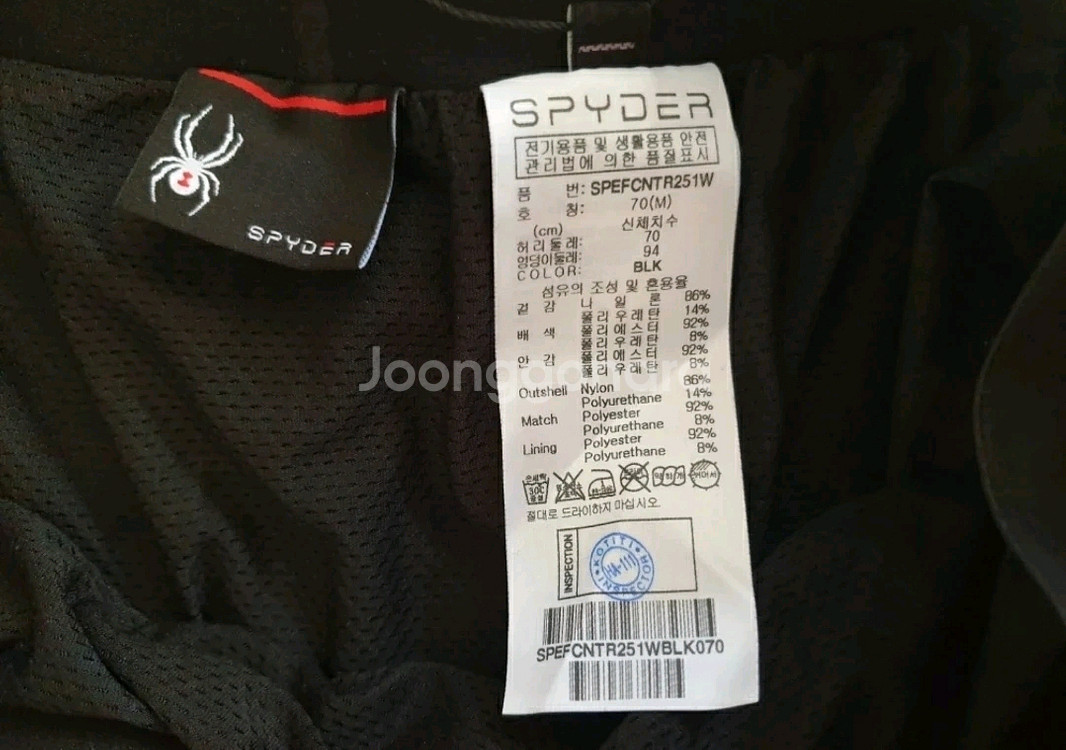 SPYDER
SPYDER
전기용품 및 생활용품 안전
관리법에 의한 품질표시
품 번: SPEFCNTR251W
호 칭: 70(M)
(cm) 신체치수
허리둘레: 70
엉덩이둘레: 94
COLOR: BLK
섬유의 조성 및 혼용율
겉 감 나 일 론 86%
폴리우레탄 14%
배 색 폴리에스터 92%
폴리우레탄 8%
안 감 폴리에스터 92%
폴리우레탄 8%
Outshell Nylon 86%
Polyurethane 14%
Match Polyester 92%
Polyurethane 8%
Lining Polyester 92%
Polyurethane 8%
30℃
절대로 드라이하지 마십시오.
INSPECTION
KOTITI
HA-111
INSPECTION
SPEFCNTR251WBLK070